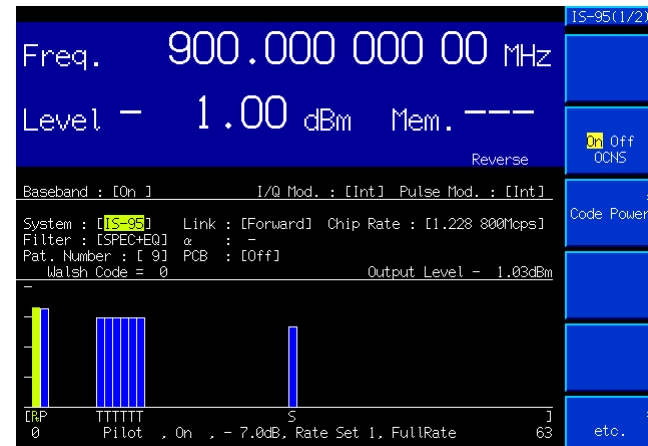 IS-95(1/2)
Freq. 900.000 000 00 MHz
Level - 1.00 dBm Mem. ---
Reverse
On Off
OCNS
Code Power
etc.
Baseband : [On ] I/Q Mod. : [Int] Pulse Mod. : [Int]
System : [IS-95] Link : [Forward] Chip Rate : [1.228 800Mcps]
Filter : [SPEC+EQ] α : -
Pat. Number : [ 9] PCB : [Off]
Walsh Code = 0 Output Level - 1.03dBm
TTTTTT S ]
0 Pilot , On , - 7.0dB, Rate Set 1, FullRate 63